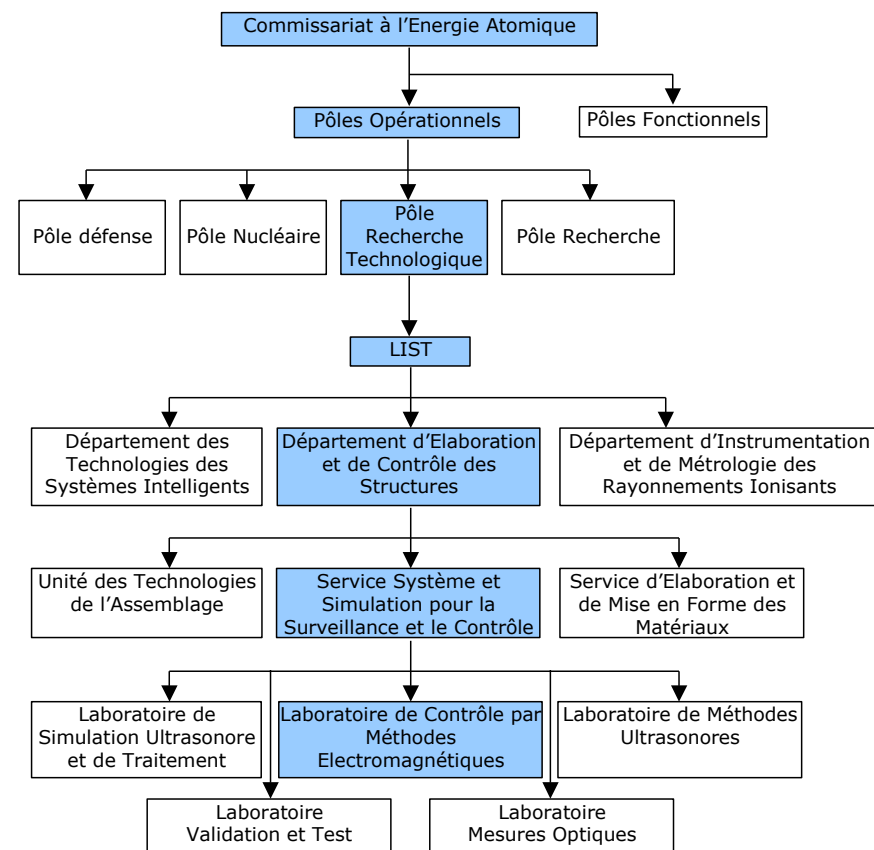 Commissariat à l'Energie Atomique
Pôles Opérationnels
Pôles Fonctionnels
Pôle défense
Pôle Nucléaire
Pôle
Recherche
Technologique
Pôle Recherche
LIST
Département des
Technologies des
Systèmes Intelligents
Département d'Elaboration
et de Contrôle des
Structures
Département d'Instrumentation
et de Métrologie des
Rayonnements Ionisants
Unité des Technologies
de l'Assemblage
Service Système et
Simulation pour la
Surveillance et le Contrôle
Service d'Elaboration et
de Mise en Forme des
Matériaux
Laboratoire de
Simulation Ultrasonore
et de Traitement
Laboratoire de Contrôle par
Méthodes
Electromagnétiques
Laboratoire de Méthodes
Ultrasonores
Laboratoire
Validation et Test
Laboratoire
Mesures Optiques